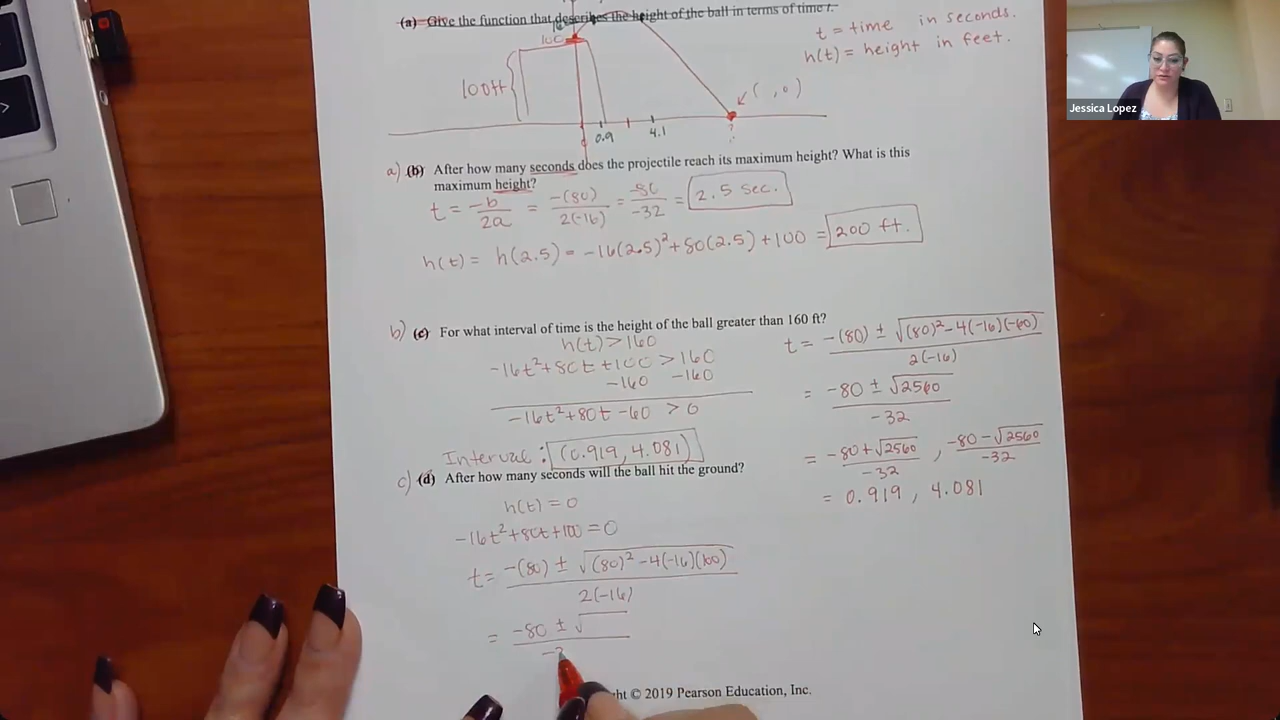 (a) Give the function that describes the height of the ball in terms of time t.
t = time in seconds.
h(t) = height in feet.
Jessica Lopez
100
100ft
( , 0)
0.9
4.1
?
a) (b) After how many seconds does the projectile reach its maximum height? What is this
maximum height?
t = -b/2a = -(80)/2(-16) = -80/-32 = 2.5 sec.
h(t) = h(2.5) = -16(2.5)²+80(2.5)+100 = 200 ft.
b) (c) For what interval of time is the height of the ball greater than 160 ft?
h(t) > 160
-16t²+80t+100 > 160
-160 -160
-16t²+80t-60 > 0
Interval: (0.919, 4.081)
t = -(80) ± √(80)²-4(-16)(-60) / 2(-16)
= -80 ± √2560 / -32
= -80+√2560 / -32 , -80-√2560 / -32
= 0.919 , 4.081
c) (d) After how many seconds will the ball hit the ground?
h(t) = 0
-16t²+80t+100 = 0
t = -(80) ± √(80)²-4(-16)(100) / 2(-16)
= -80 ± √ / -3
ht © 2019 Pearson Education, Inc.